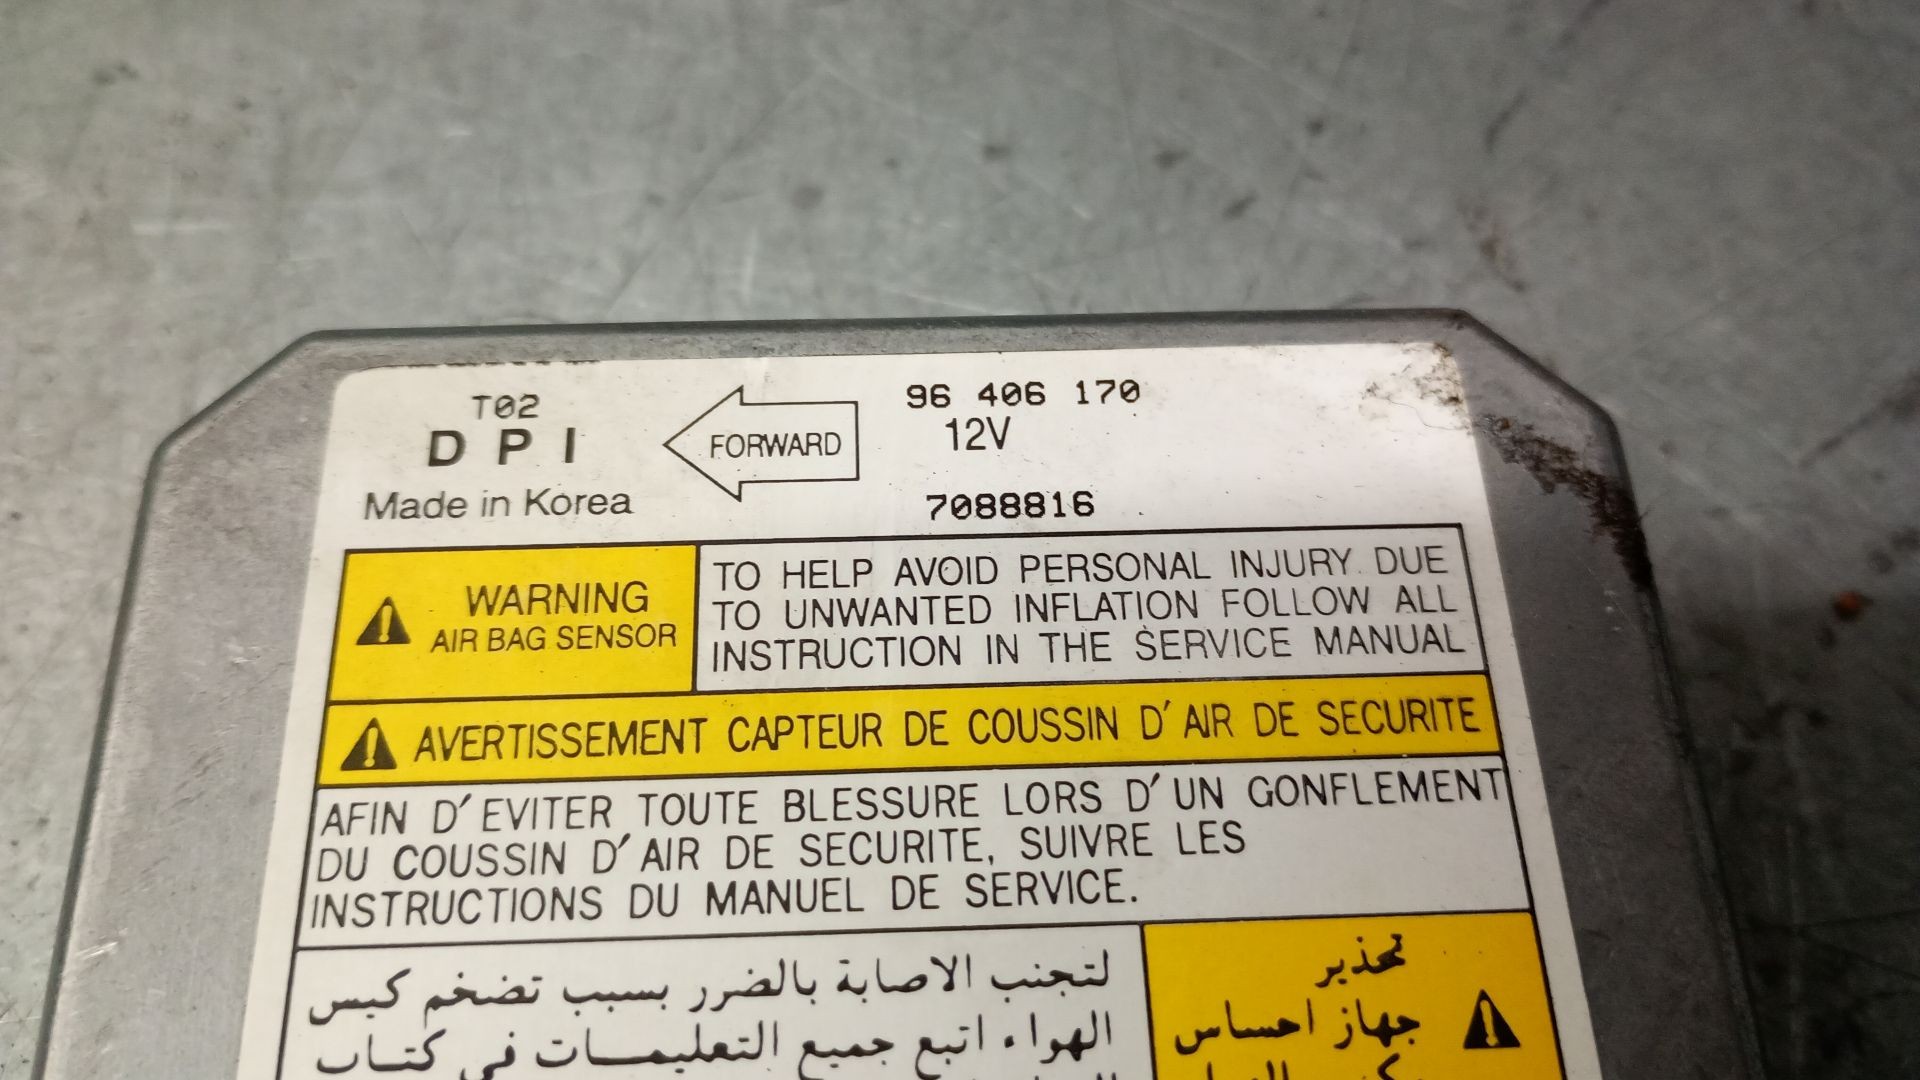 T02
DPI
Made in Korea
FORWARD
96 406 170
12V
7088816
WARNING
AIR BAG SENSOR
TO HELP AVOID PERSONAL INJURY DUE
TO UNWANTED INFLATION FOLLOW ALL
INSTRUCTION IN THE SERVICE MANUAL
AVERTISSEMENT CAPTEUR DE COUSSIN D'AIR DE SECURITE
AFIN D'EVITER TOUTE BLESSURE LORS D'UN GONFLEMENT
DU COUSSIN D'AIR DE SECURITE, SUIVRE LES
INSTRUCTIONS DU MANUEL DE SERVICE.
تحذير
جهاز احساس
لتجنب الاصابة بالضرر بسبب تضخم كيس
الهواء اتبع جميع التعليمات في كتاب